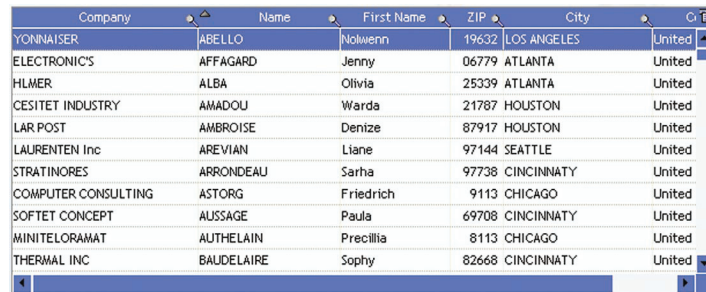 Company Name First Name ZIP City
YONNAISER ABELLO Nolwenn 19632 LOS ANGELES United
ELECTRONIC'S AFFAGARD Jenny 06779 ATLANTA United
HLMER ALBA Olivia 25339 ATLANTA United
CESITET INDUSTRY AMADOU Warda 21787 HOUSTON United
LAR POST AMBROISE Denize 87917 HOUSTON United
LAURENTEN Inc AREVIAN Liane 97144 SEATTLE United
STRATINORES ARRONDEAU Sarha 97738 CINCINNATY United
COMPUTER CONSULTING ASTORG Friedrich 9113 CHICAGO United
SOFTET CONCEPT AUSSAGE Paula 69708 CINCINNATY United
MINITELORAMAT AUTHELAIN Precillia 8113 CHICAGO United
THERMAL INC BAUDELAIRE Sophy 82668 CINCINNATY United